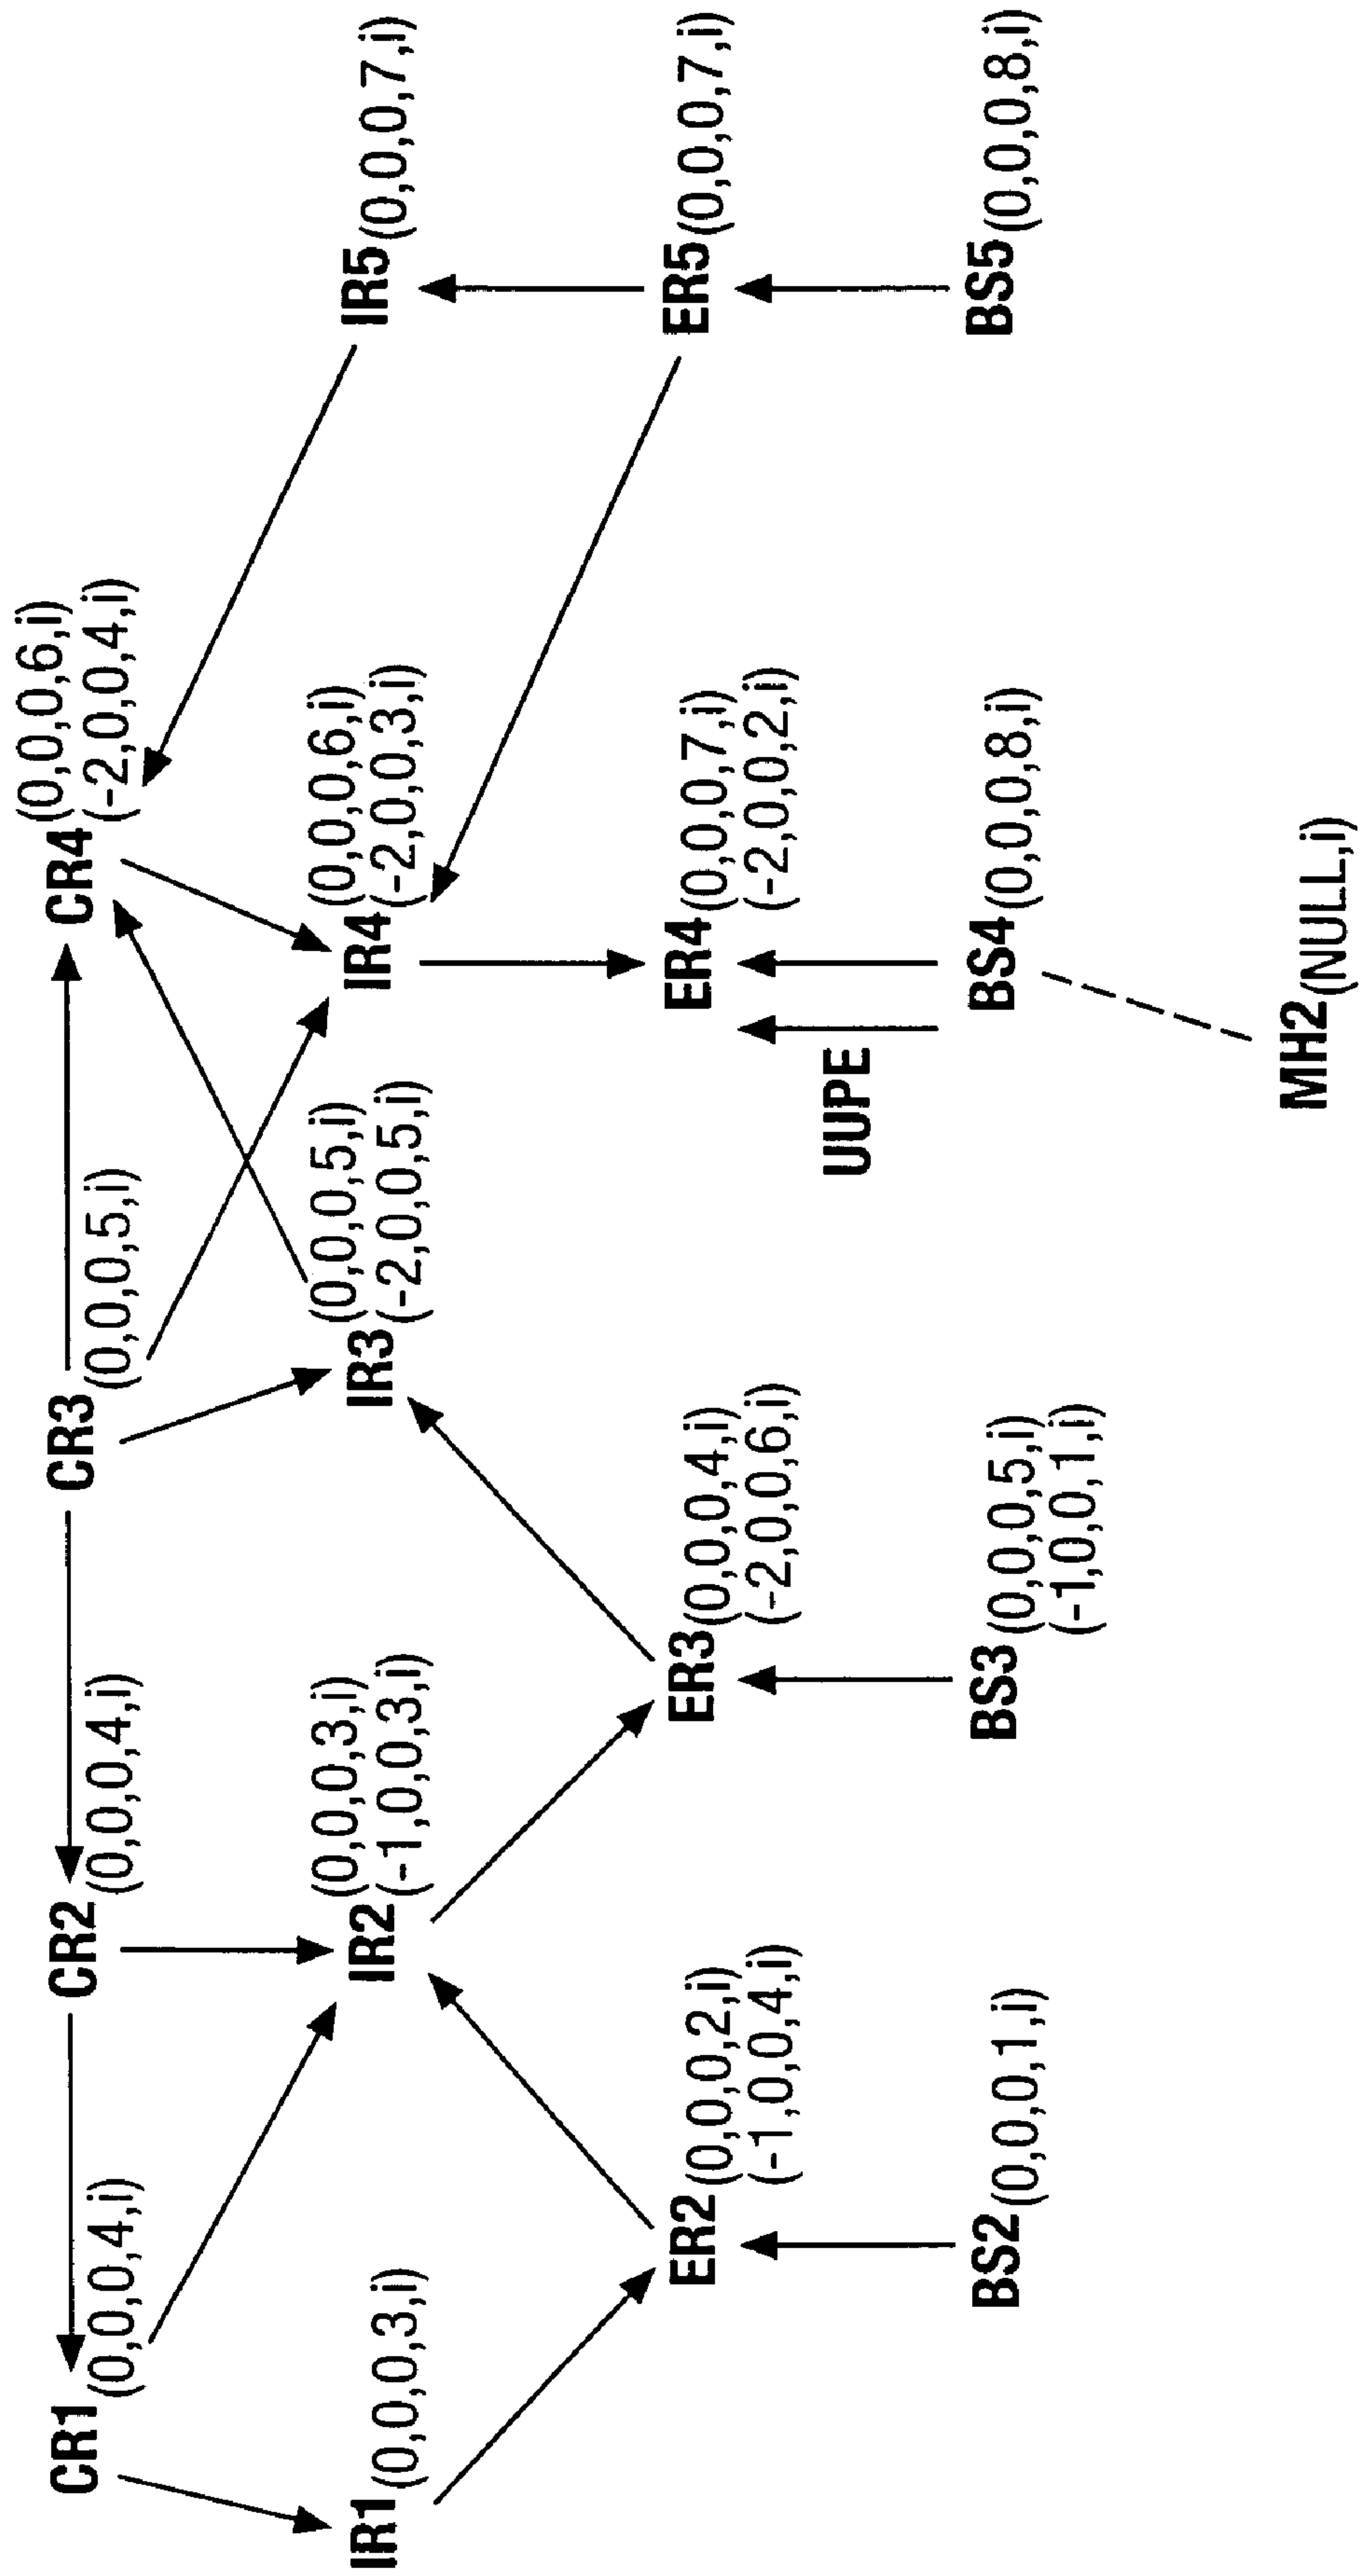 CR1 (0,0,0,4,i)
CR2 (0,0,0,4,i)
CR3 (0,0,0,5,i)
CR4 (0,0,0,6,i)
(-2,0,0,4,i)
IR1 (0,0,0,3,i)
IR2 (0,0,0,3,i)
(-1,0,0,3,i)
IR3 (0,0,0,5,i)
(-2,0,0,5,i)
IR4 (0,0,0,6,i)
(-2,0,0,3,i)
IR5 (0,0,0,7,i)
ER2 (0,0,0,2,i)
(-1,0,0,4,i)
ER3 (0,0,0,4,i)
(-2,0,0,6,i)
ER4 (0,0,0,7,i)
(-2,0,0,2,i)
ER5 (0,0,0,7,i)
UUPE
BS2 (0,0,0,1,i)
BS3 (0,0,0,5,i)
(-1,0,0,1,i)
BS4 (0,0,0,8,i)
BS5 (0,0,0,8,i)
MH2 (NULL,i)